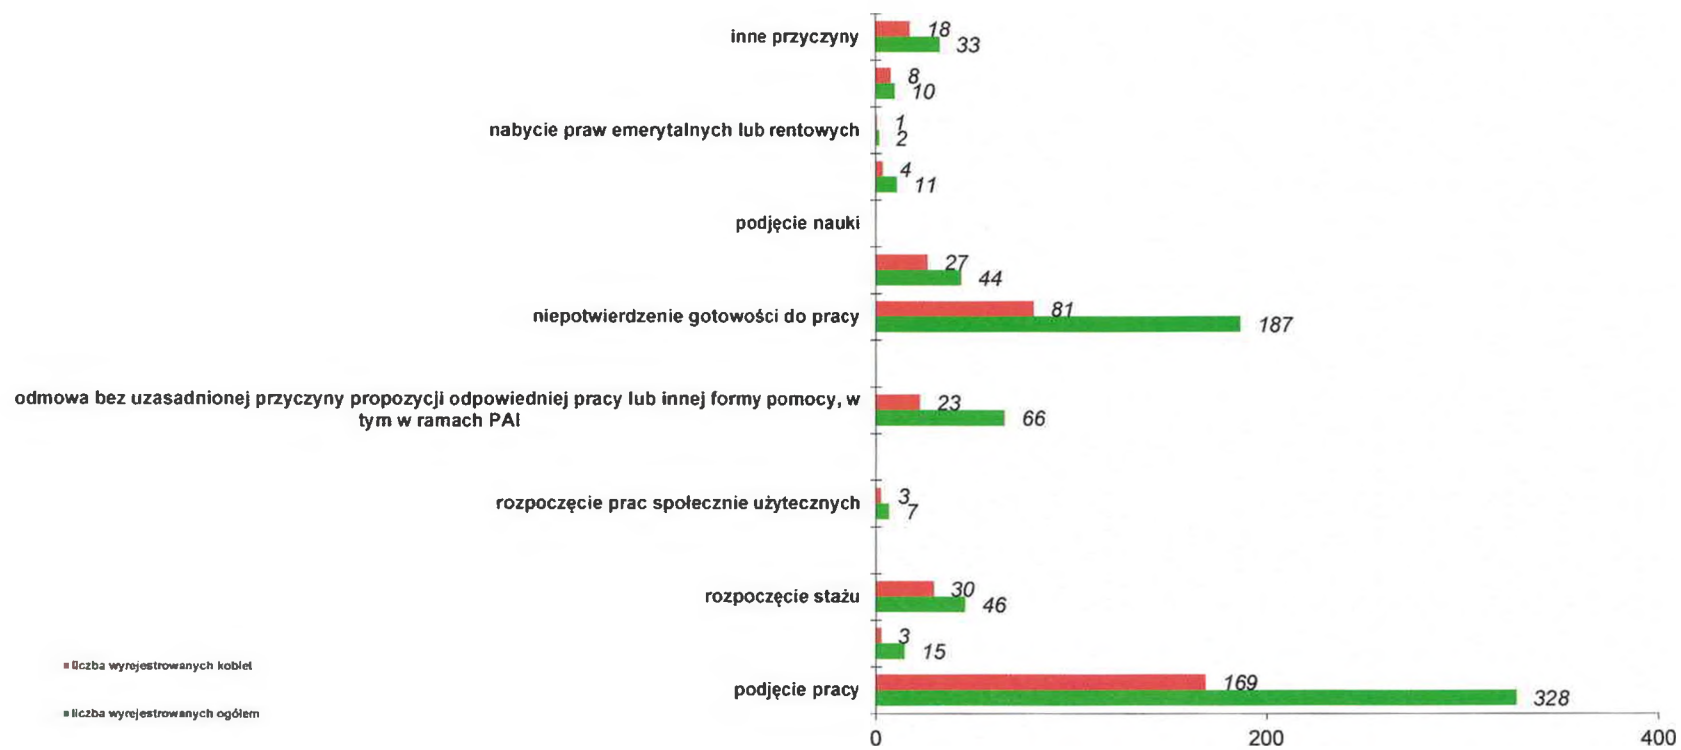 inne przyczyny
18
33
8
10
nabycie praw emerytalnych lub rentowych
1
2
4
11
podjęcie nauki
27
44
niepotwierdzenie gotowości do pracy
81
187
odmowa bez uzasadnionej przyczyny propozycji odpowiedniej pracy lub innej formy pomocy, w
tym w ramach PAI
23
66
rozpoczęcie prac społecznie użytecznych
3
7
rozpoczęcie stażu
30
46
3
15
podjęcie pracy
169
328
liczba wyrejestrowanych kobiet
liczba wyrejestrowanych ogółem
0 200 400